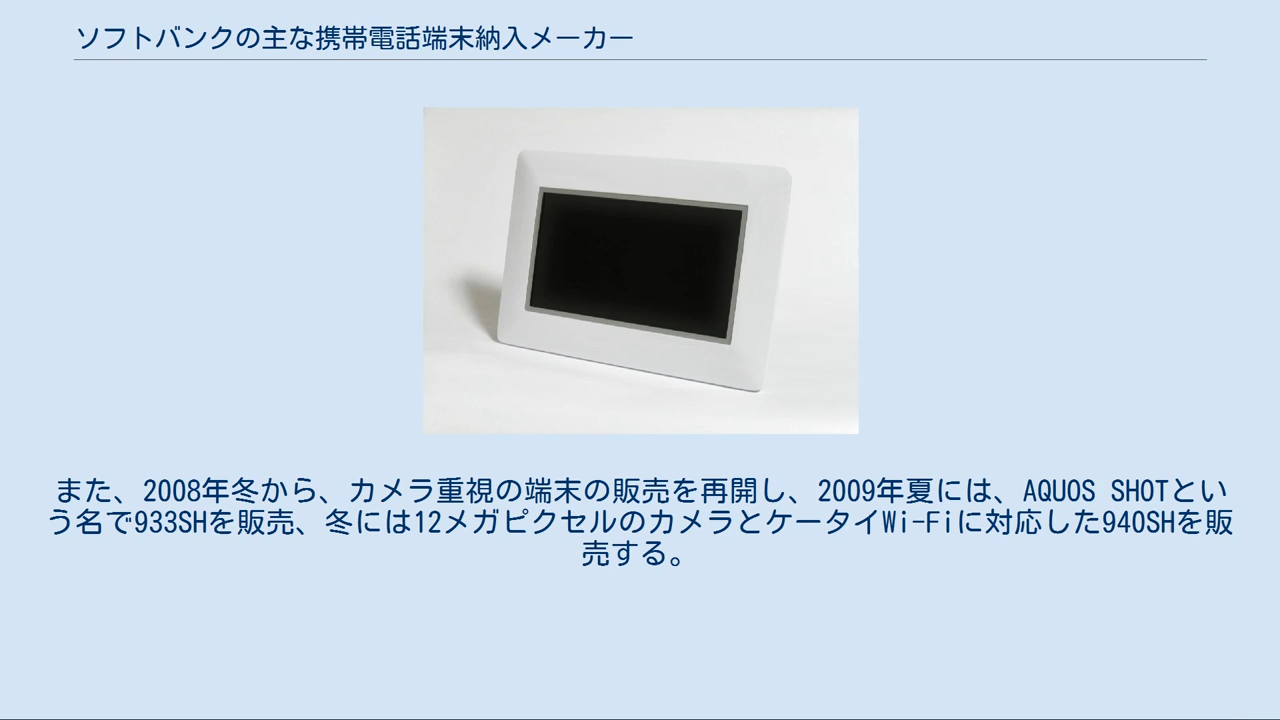 ソフトバンクの主な携帯電話端末納入メーカー
また、2008年冬から、カメラ重視の端末の販売を再開し、2009年夏には、AQUOS SHOTとい
う名で933SHを販売、冬には12メガピクセルのカメラとケータイWi-Fiに対応した940SHを販
売する。